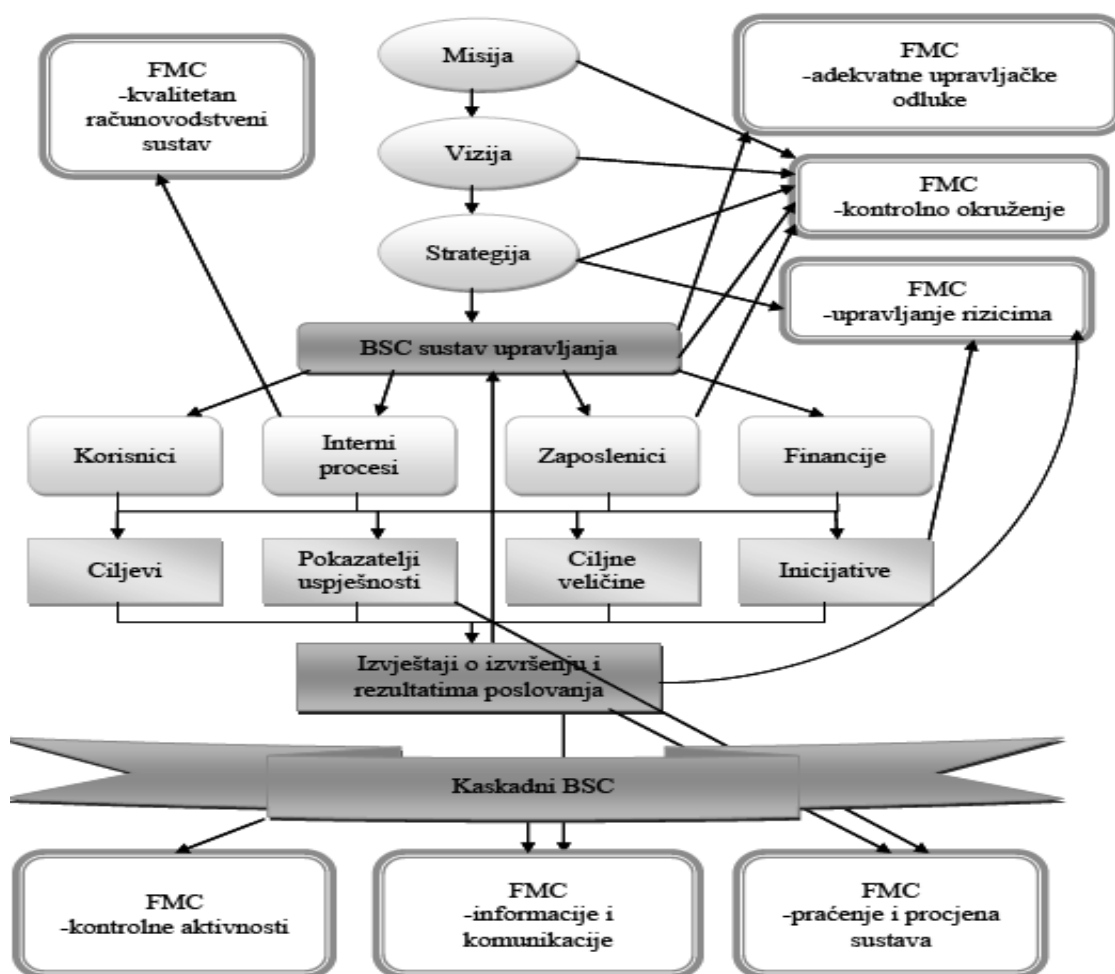 FMC
-kvalitetan
računovodstveni
sustav
Misija
FMC
-adekvatne upravljačke
odluke
Vizija
FMC
-kontrolno okruženje
Strategija
FMC
-upravljanje rizicima
BSC sustav upravljanja
Korisnici
Interni
procesi
Zaposlenici
Financije
Ciljevi
Pokazatelji
uspješnosti
Ciljne
veličine
Inicijative
Izvještaji o izvršenju i
rezultatima poslovanja
Kaskadni BSC
FMC
-kontrolne aktivnosti
FMC
-informacije i
komunikacije
FMC
-praćenje i procjena
sustava